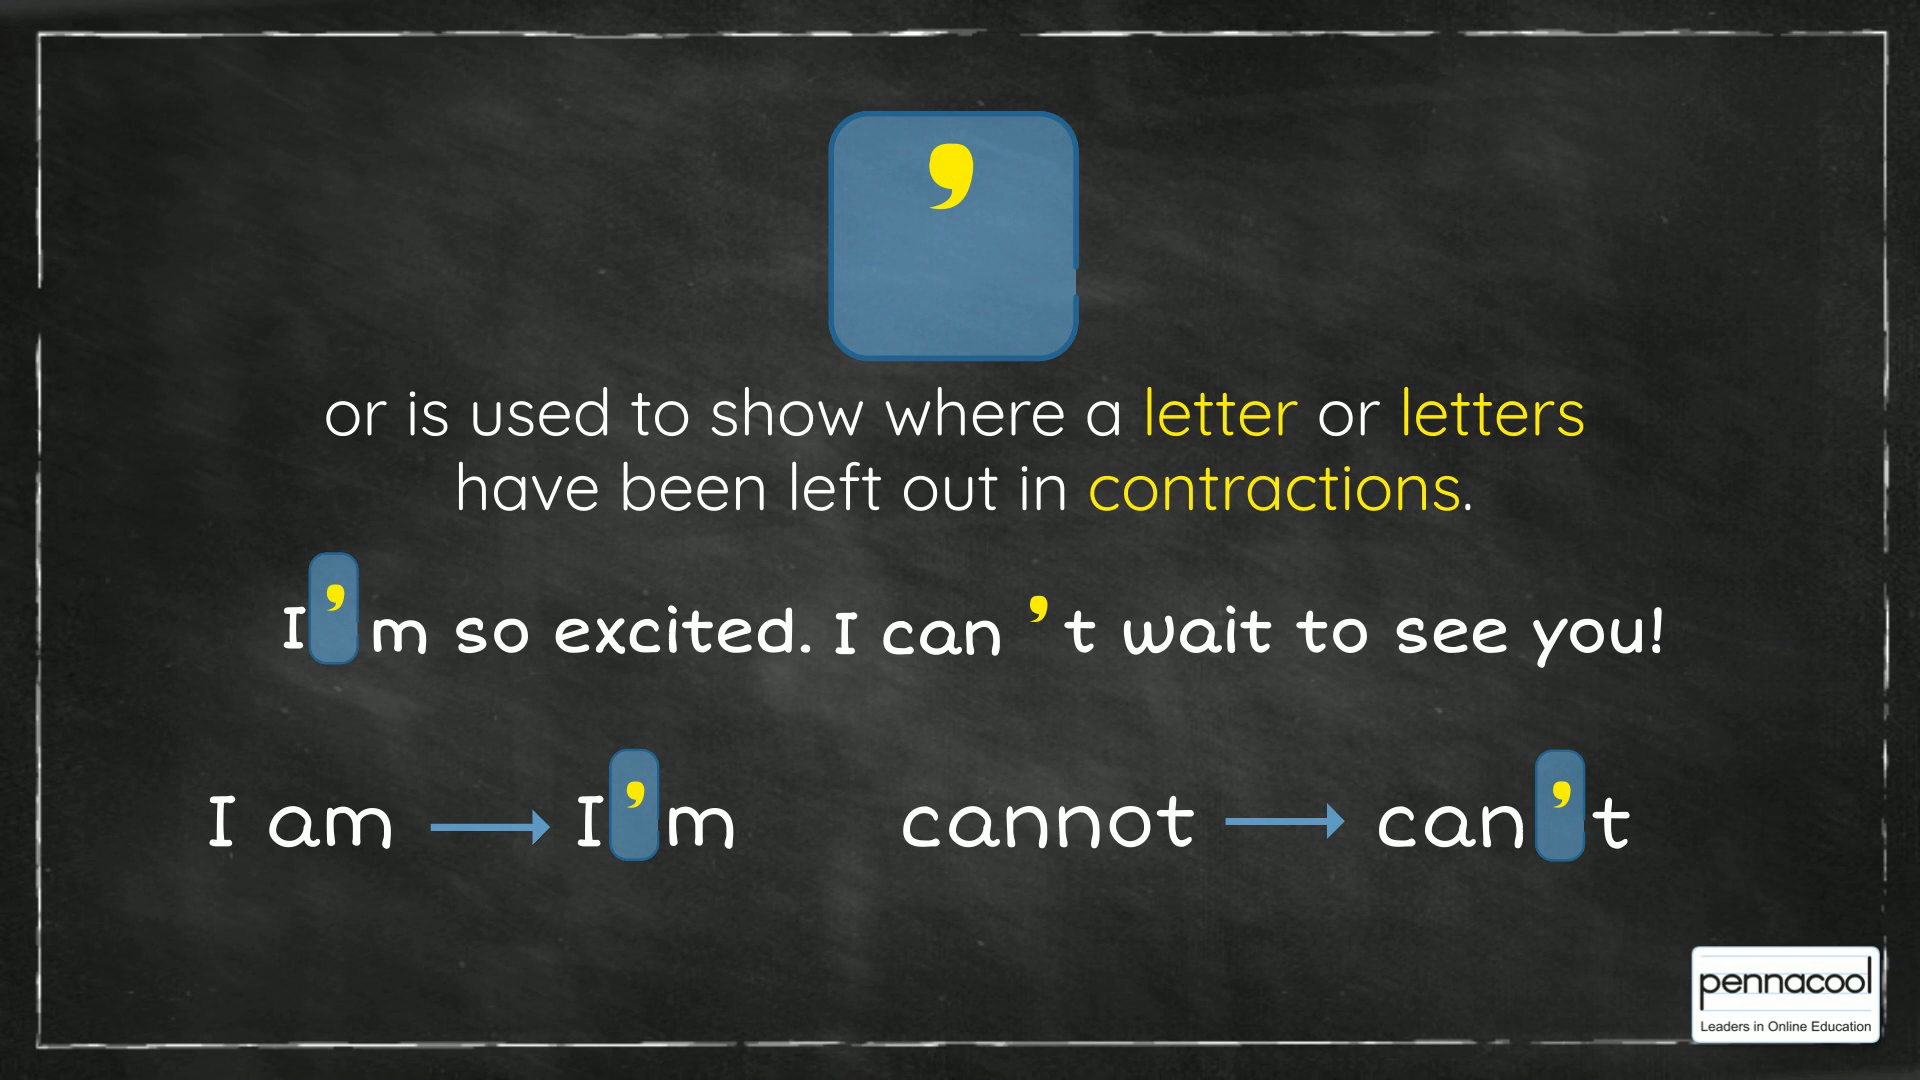 ’
or is used to show where a letter or letters
have been left out in contractions.
I’m so excited. I can ’t wait to see you!
I am → I’m cannot → can’t
pennacool
Leaders in Online Education